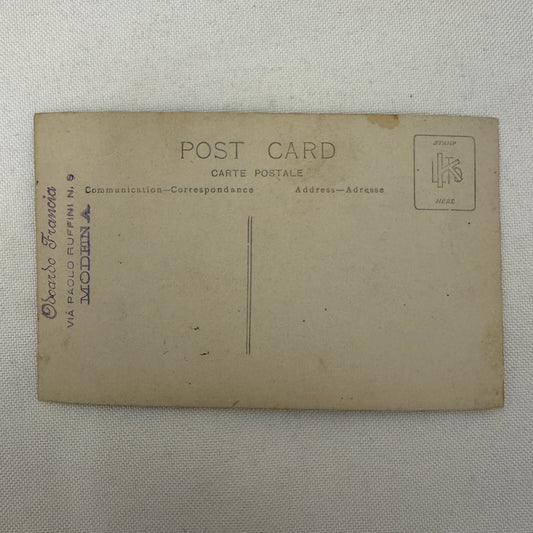 POST CARD
CARTE POSTALE
Communication—Correspondance
Address—Adresse
STAMP
HERE
Odoardo Francia
VIA PAOLO RUFFINI N. 9
MODENA